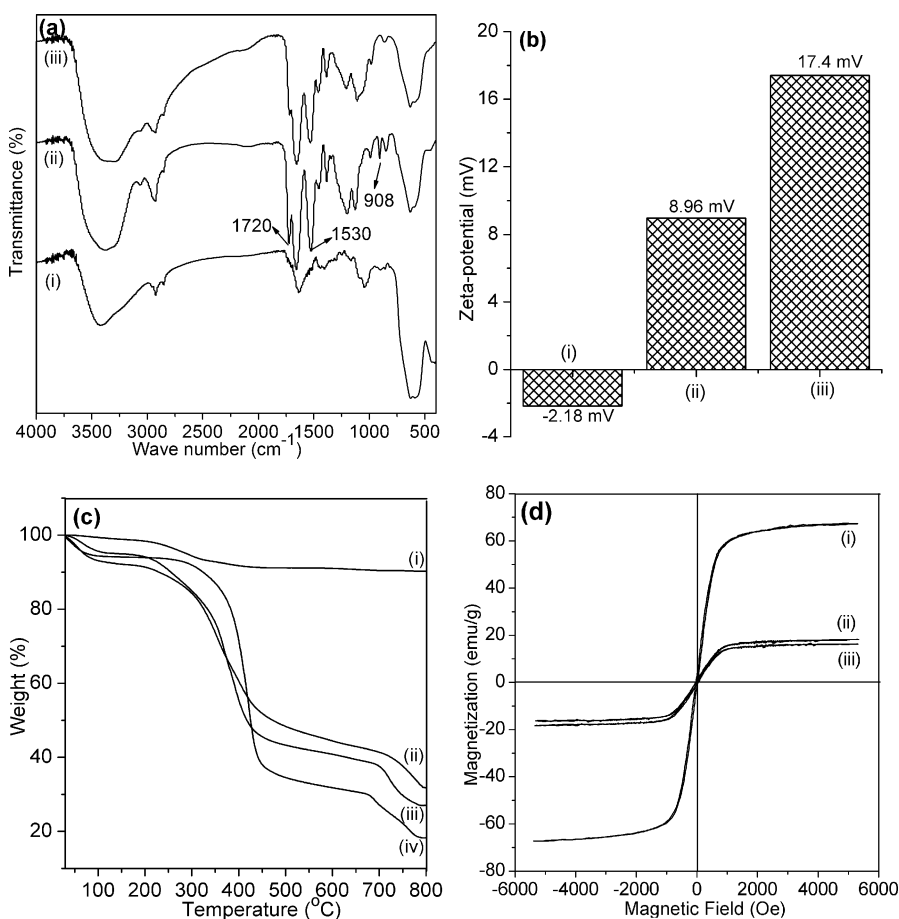 (a)
(iii)
(ii)
(i)
908
1720
1530
Transmittance (%)
4000 3500 3000 2500 2000 1500 1000 500
Wave number (cm-1)
(b)
20
16
12
8
4
0
-4
Zeta-potential (mV)
17.4 mV
8.96 mV
(i)
(ii)
(iii)
-2.18 mV
(c)
100
80
60
40
20
Weight (%)
(i)
(ii)
(iii)
(iv)
100 200 300 400 500 600 700 800
Temperature (oC)
(d)
80
60
40
20
0
-20
-40
-60
-80
Magnetization (emu/g)
(i)
(ii)
(iii)
-6000 -4000 -2000 0 2000 4000 6000
Magnetic Field (Oe)